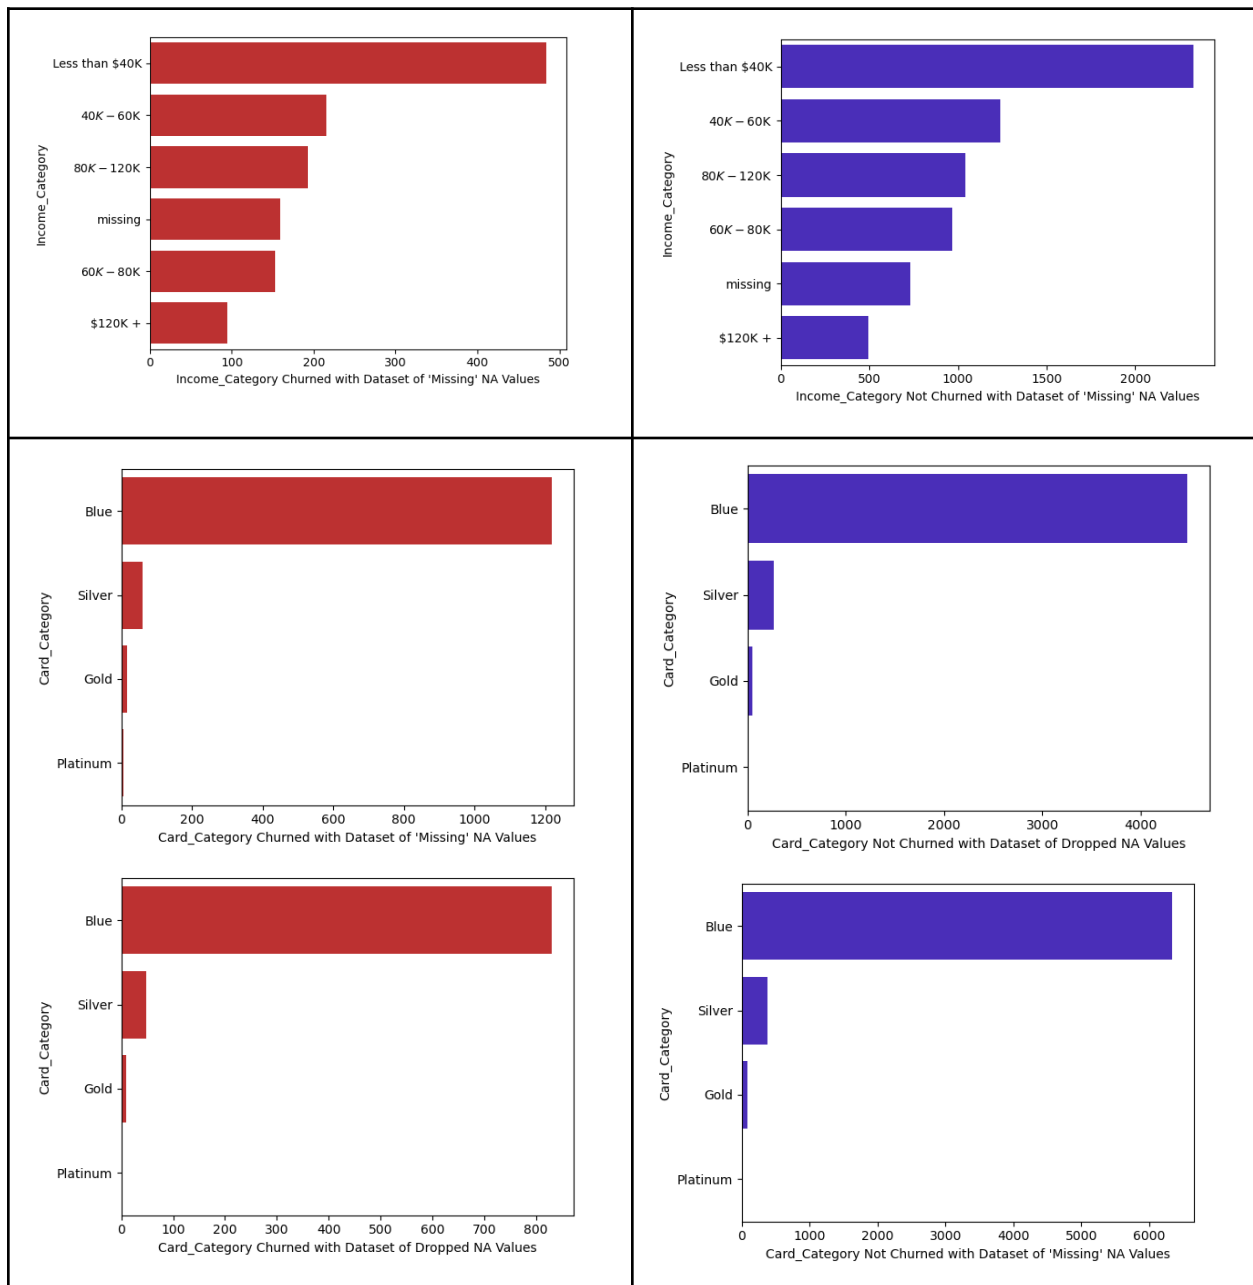 Less than $40K
40K - 60K
80K - 120K
missing
60K - 80K
$120K +
Income_Category
0 100 200 300 400 500
Income_Category Churned with Dataset of 'Missing' NA Values
Less than $40K
40K - 60K
80K - 120K
60K - 80K
missing
$120K +
Income_Category
0 500 1000 1500 2000
Income_Category Not Churned with Dataset of 'Missing' NA Values
Blue
Silver
Gold
Platinum
Card_Category
0 200 400 600 800 1000 1200
Card_Category Churned with Dataset of 'Missing' NA Values
Blue
Silver
Gold
Platinum
Card_Category
0 1000 2000 3000 4000
Card_Category Not Churned with Dataset of Dropped NA Values
Blue
Silver
Gold
Platinum
Card_Category
0 100 200 300 400 500 600 700 800
Card_Category Churned with Dataset of Dropped NA Values
Blue
Silver
Gold
Platinum
Card_Category
0 1000 2000 3000 4000 5000 6000
Card_Category Not Churned with Dataset of 'Missing' NA Values